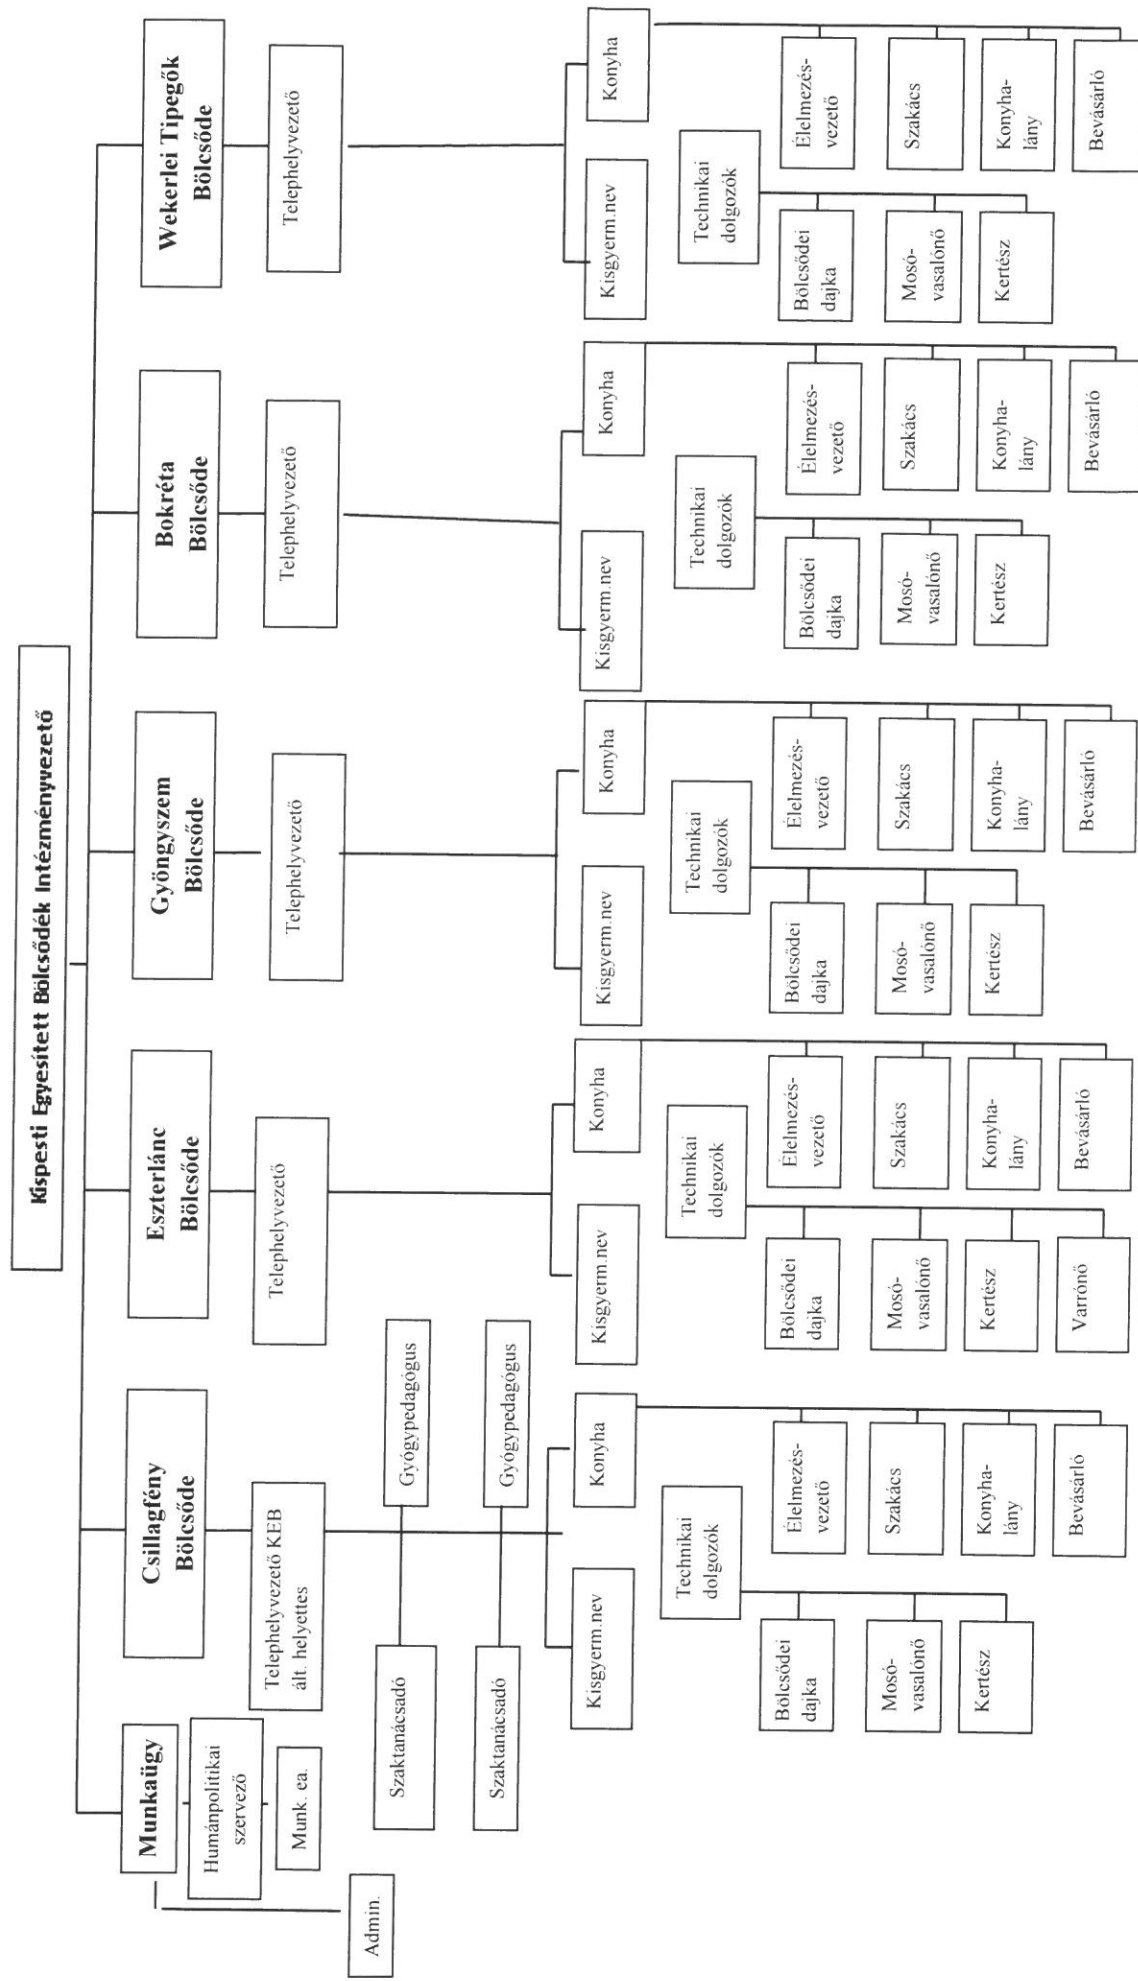 Kispesti Egyesített Bölcsődék Intézményvezető
Munkaügy
Humánpolitikai
szervező
Munk. ea.
Admin.
Csillagfény
Bölcsőde
Telephelyvezető KEB
ált. helyettes
Szaktanácsadó
Gyógypedagógus
Szaktanácsadó
Gyógypedagógus
Kisgyerm.nev
Konyha
Technikai
dolgozók
Bölcsődei
dajka
Mosó-
vasalónő
Kertész
Élelmezés-
vezető
Szakács
Konyha-
lány
Bevásárló
Eszterlánc
Bölcsőde
Telephelyvezető
Kisgyerm.nev
Konyha
Technikai
dolgozók
Bölcsődei
dajka
Mosó-
vasalónő
Kertész
Varrónő
Élelmezés-
vezető
Szakács
Konyha-
lány
Bevásárló
Gyöngyszem
Bölcsőde
Telephelyvezető
Kisgyerm.nev
Konyha
Technikai
dolgozók
Bölcsődei
dajka
Mosó-
vasalónő
Kertész
Élelmezés-
vezető
Szakács
Konyha-
lány
Bevásárló
Bokréta
Bölcsőde
Telephelyvezető
Kisgyerm.nev
Konyha
Technikai
dolgozók
Bölcsődei
dajka
Mosó-
vasalónő
Kertész
Élelmezés-
vezető
Szakács
Konyha-
lány
Bevásárló
Wekerlei Tipegők
Bölcsőde
Telephelyvezető
Kisgyerm.nev
Konyha
Technikai
dolgozók
Bölcsődei
dajka
Mosó-
vasalónő
Kertész
Élelmezés-
vezető
Szakács
Konyha-
lány
Bevásárló